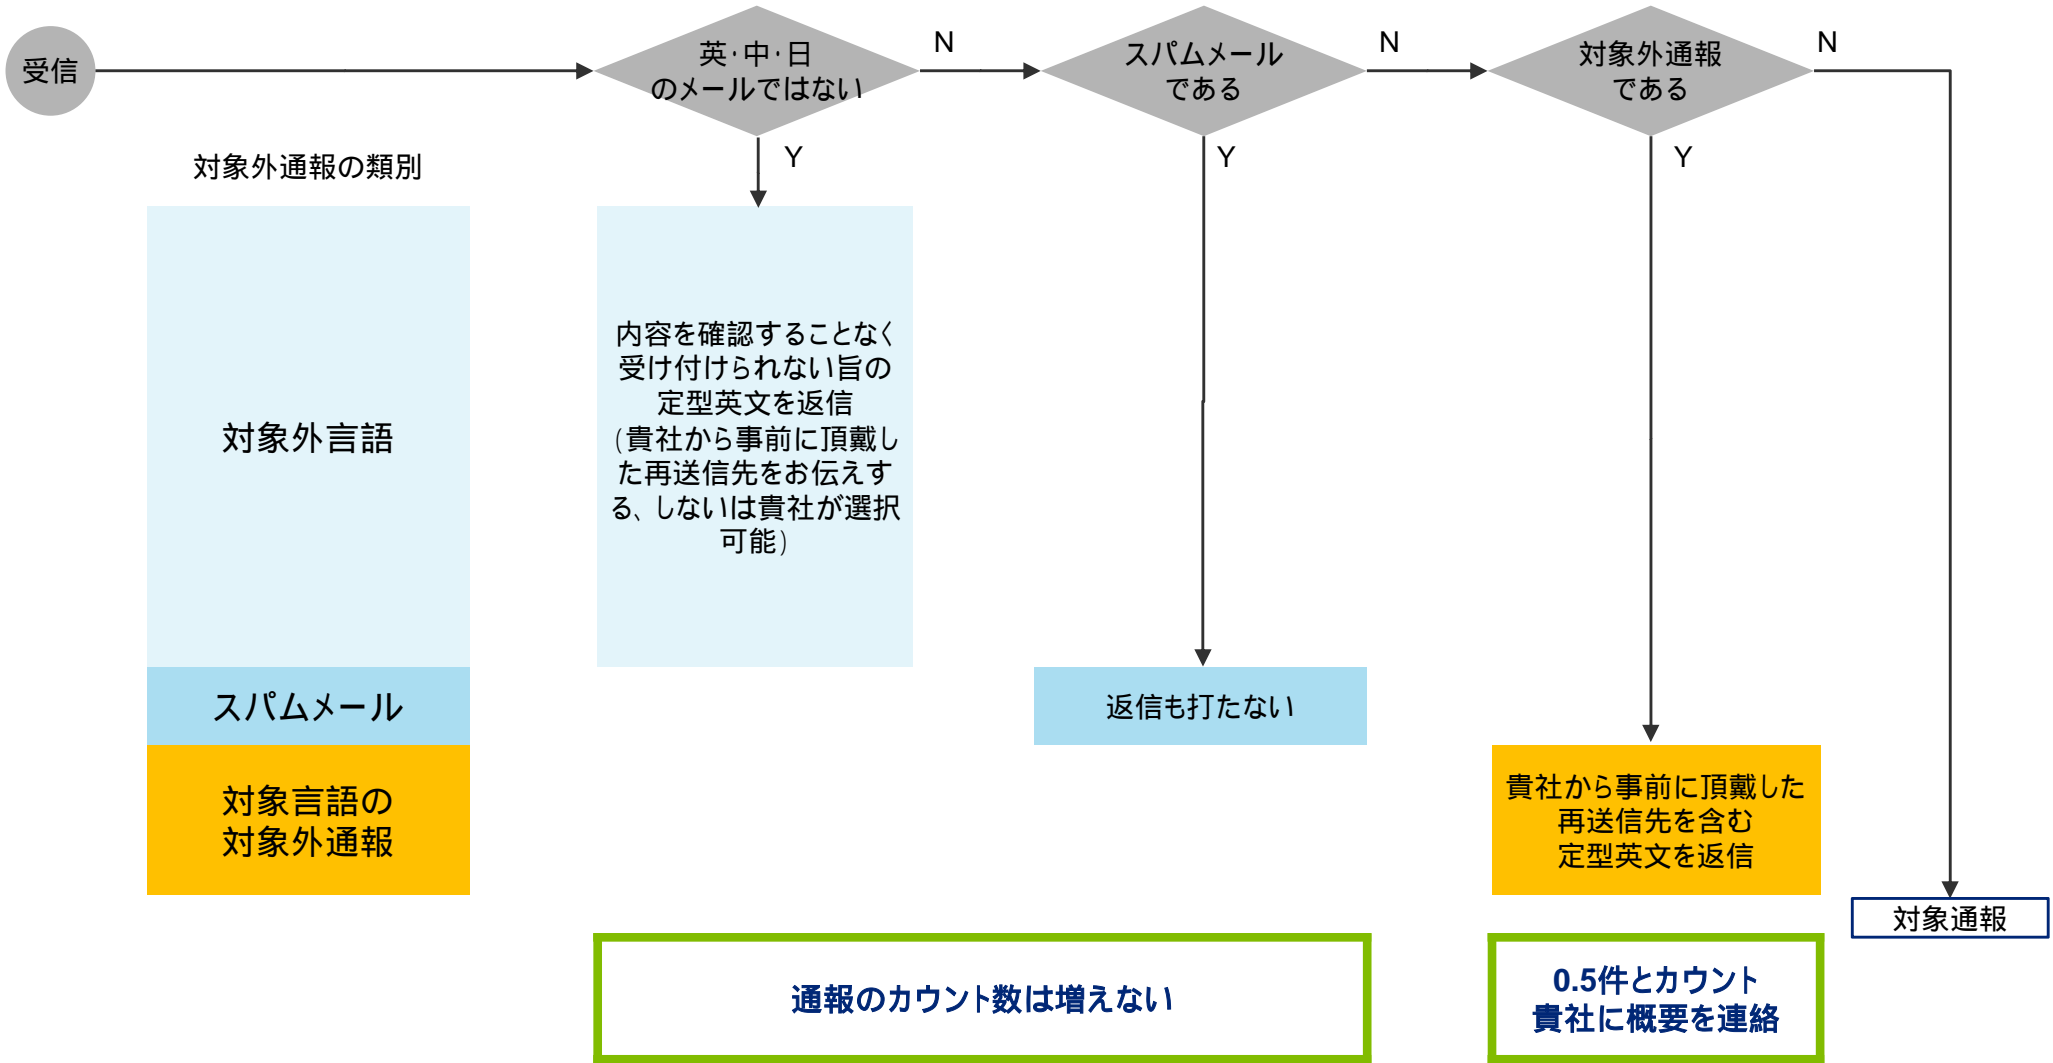 受信
英・中・日
のメールではない
N
スパムメール
である
N
対象外通報
である
N
Y
Y
Y
対象外通報の類別
対象外言語
内容を確認することなく
受け付けられない旨の
定型英文を返信
(貴社から事前に頂戴し
た再送信先をお伝えす
る、しないは貴社が選択
可能)
スパムメール
返信も打たない
対象言語の
対象外通報
貴社から事前に頂戴した
再送信先を含む
定型英文を返信
対象通報
通報のカウント数は増えない
0.5件とカウント
貴社に概要を連絡